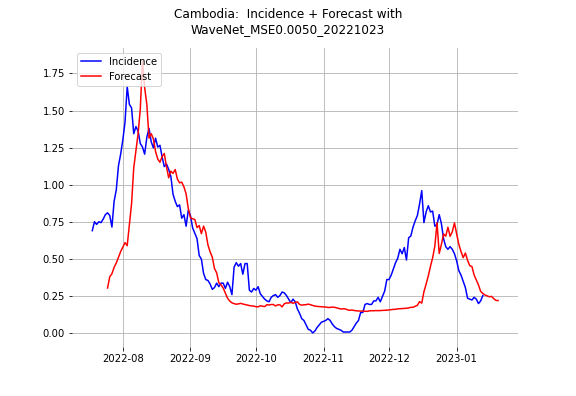 Cambodia:  Incidence + Forecast with
WaveNet_MSE0.0050_20221023
Incidence
Forecast
1.75
1.50
1.25
1.00
0.75
0.50
0.25
0.00
2022-08 2022-09 2022-10 2022-11 2022-12 2023-01